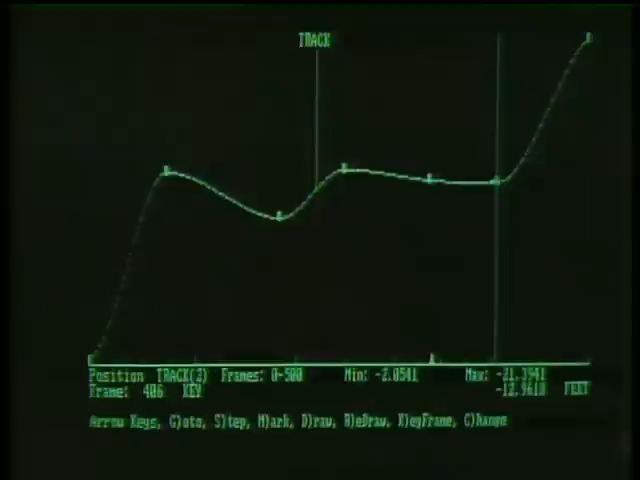 TRACK
Position TRACK(2) Frames: 0-500 Min: -2.0541 Max: -21.3941
Frame: 406 KEY -12.9618 FEET
Arrow Keys, G)oto, S)tep, M)ark, D)raw, R)eDraw, K)eyFrame, C)hange